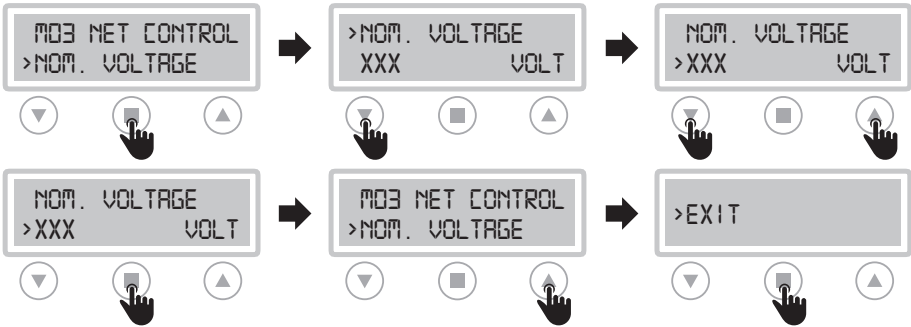 MD3 NET CONTROL
>NOM. VOLTAGE
>NOM. VOLTAGE
XXX VOLT
NOM. VOLTAGE
>XXX VOLT
NOM. VOLTAGE
>XXX VOLT
MD3 NET CONTROL
>NOM. VOLTAGE
>EXIT